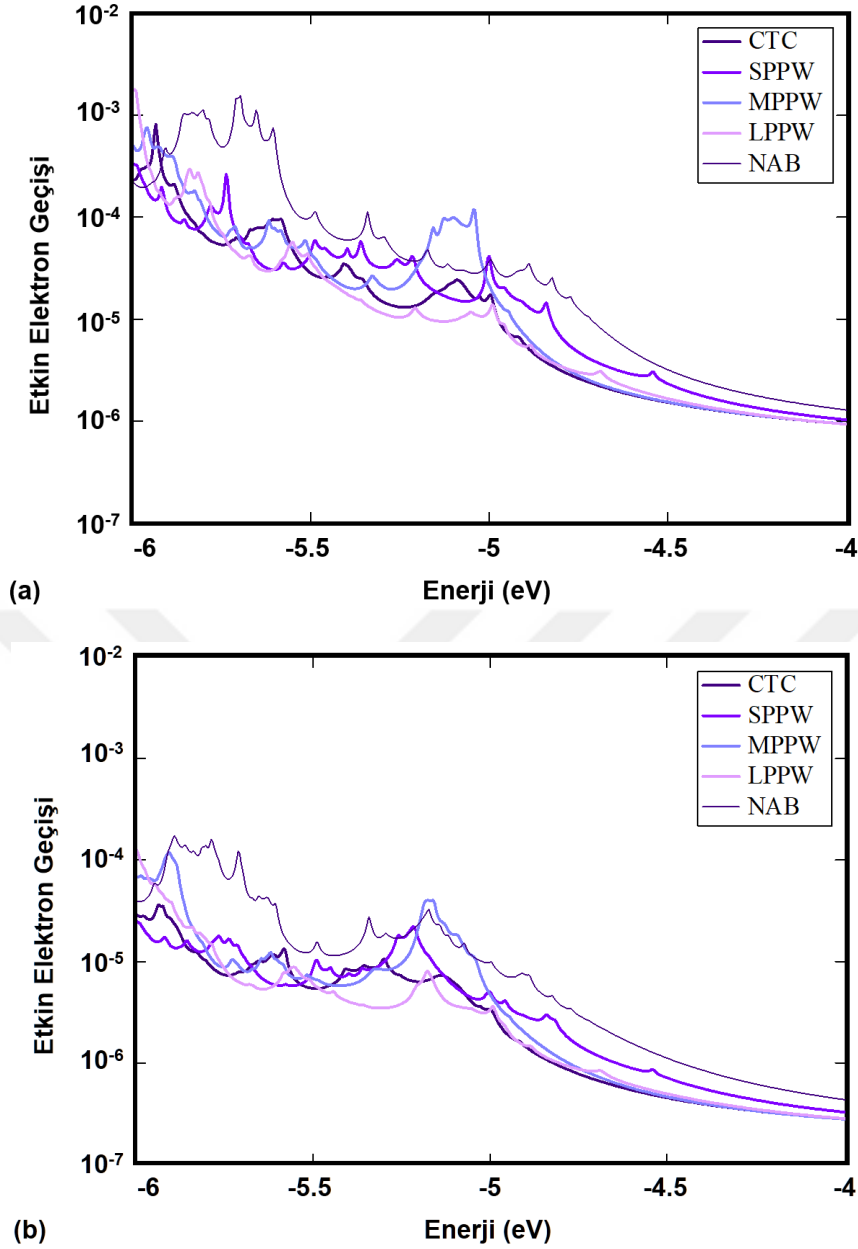 10-2
CTC
SPPW
MPPW
LPPW
NAB
10-3
10-4
10-5
10-6
10-7
Etkin Elektron Geçişi
-6
-5.5
-5
-4.5
-4
(a)
Enerji (eV)
10-2
CTC
SPPW
MPPW
LPPW
NAB
10-3
10-4
10-5
10-6
10-7
Etkin Elektron Geçişi
-6
-5.5
-5
-4.5
-4
(b)
Enerji (eV)